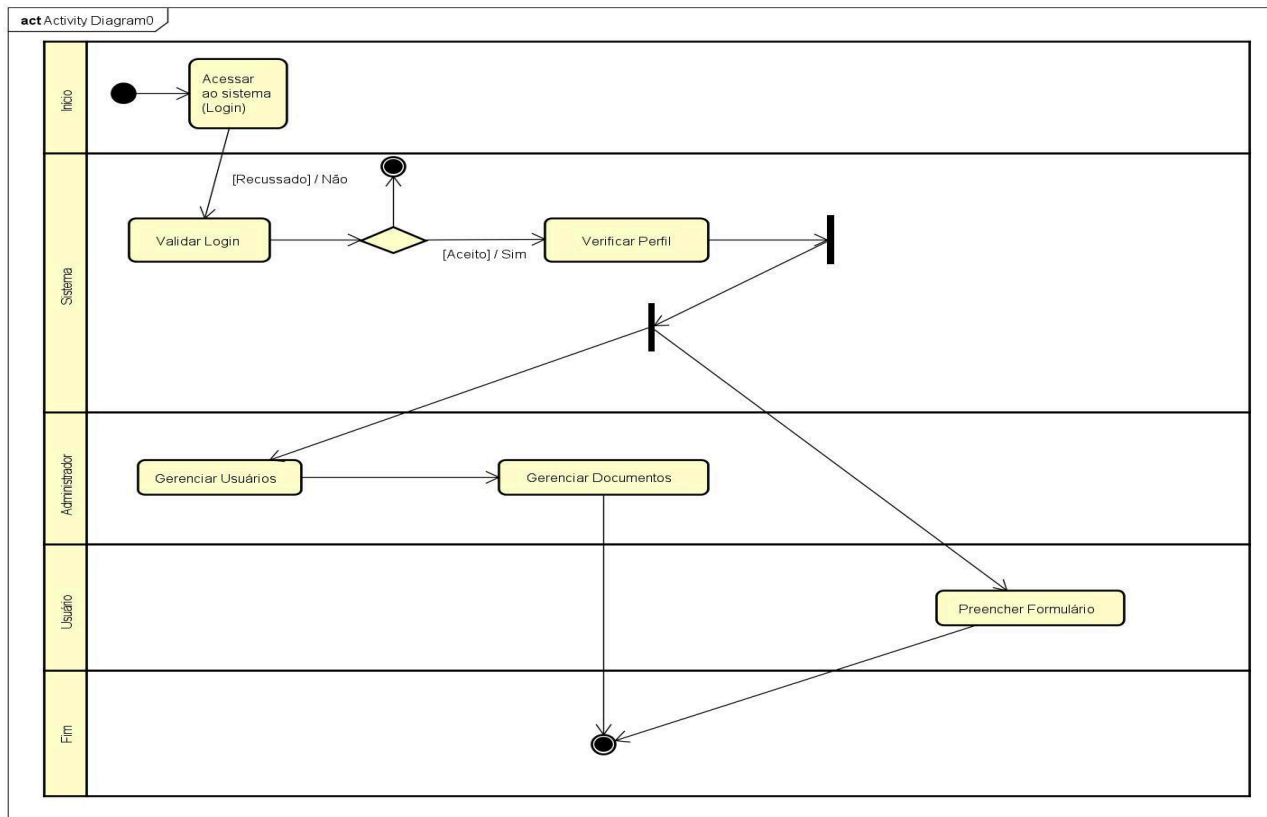 act Activity Diagram0
Inicio
Acessar
ao sistema
(Login)
Sistema
[Recussado] / Não
Validar Login
[Aceito] / Sim
Verificar Perfil
Administrador
Gerenciar Usuários
Gerenciar Documentos
Usuário
Preencher Formulário
Fim